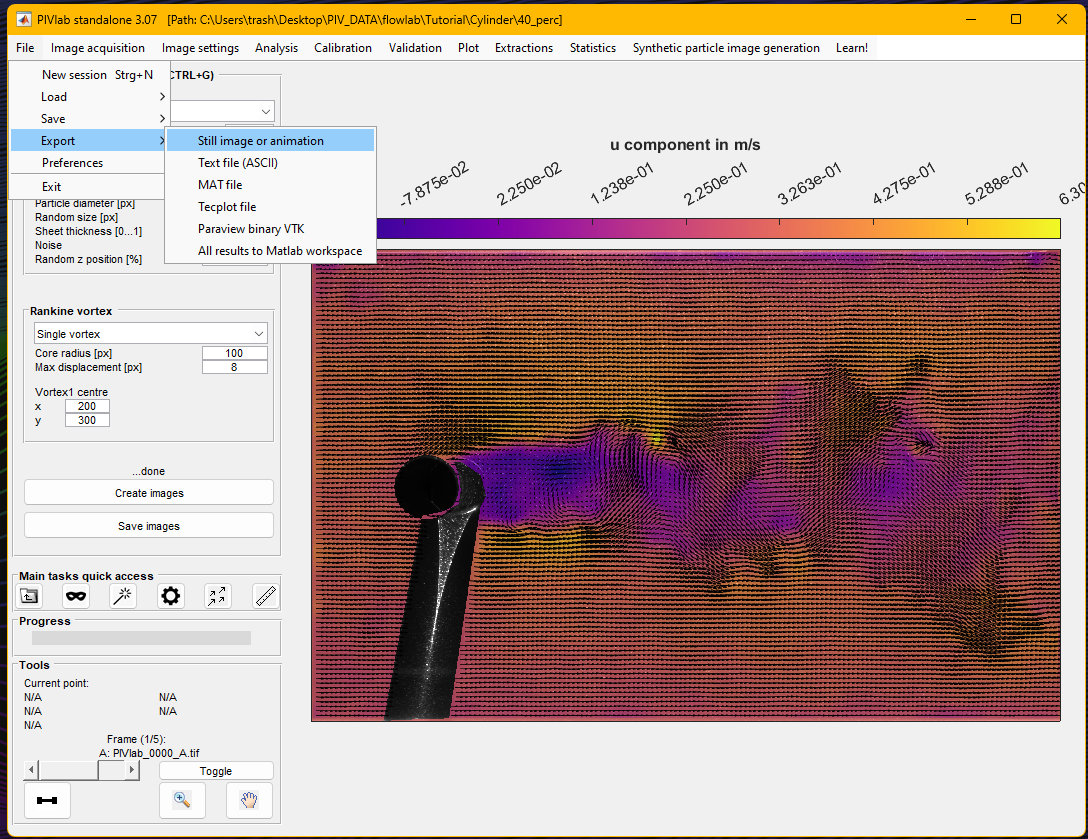 PIVlab standalone 3.07 [Path: C:\Users\trash\Desktop\PIV_DATA\flowlab\Tutorial\Cylinder\40_perc]
File Image acquisition Image settings Analysis Calibration Validation Plot Extractions Statistics Synthetic particle image generation Learn!
New session Strg+N
CTRL+G)
Load
Save
Export
Preferences
Exit
Still image or animation
Text file (ASCII)
MAT file
Tecplot file
Paraview binary VTK
All results to Matlab workspace
Particle diameter [px]
Random size [px]
Sheet thickness [0...1]
Noise
Random z position [%]
Rankine vortex
Single vortex
Core radius [px] 100
Max displacement [px] 8
Vortex1 centre
x 200
y 300
...done
Create images
Save images
Main tasks quick access
Progress
Tools
Current point:
N/A N/A
N/A N/A
N/A
Frame (1/5):
A: PIVlab_0000_A.tif
Toggle
u component in m/s
-7.875e-02 2.250e-02 1.238e-01 2.250e-01 3.263e-01 4.275e-01 5.288e-01 6.30